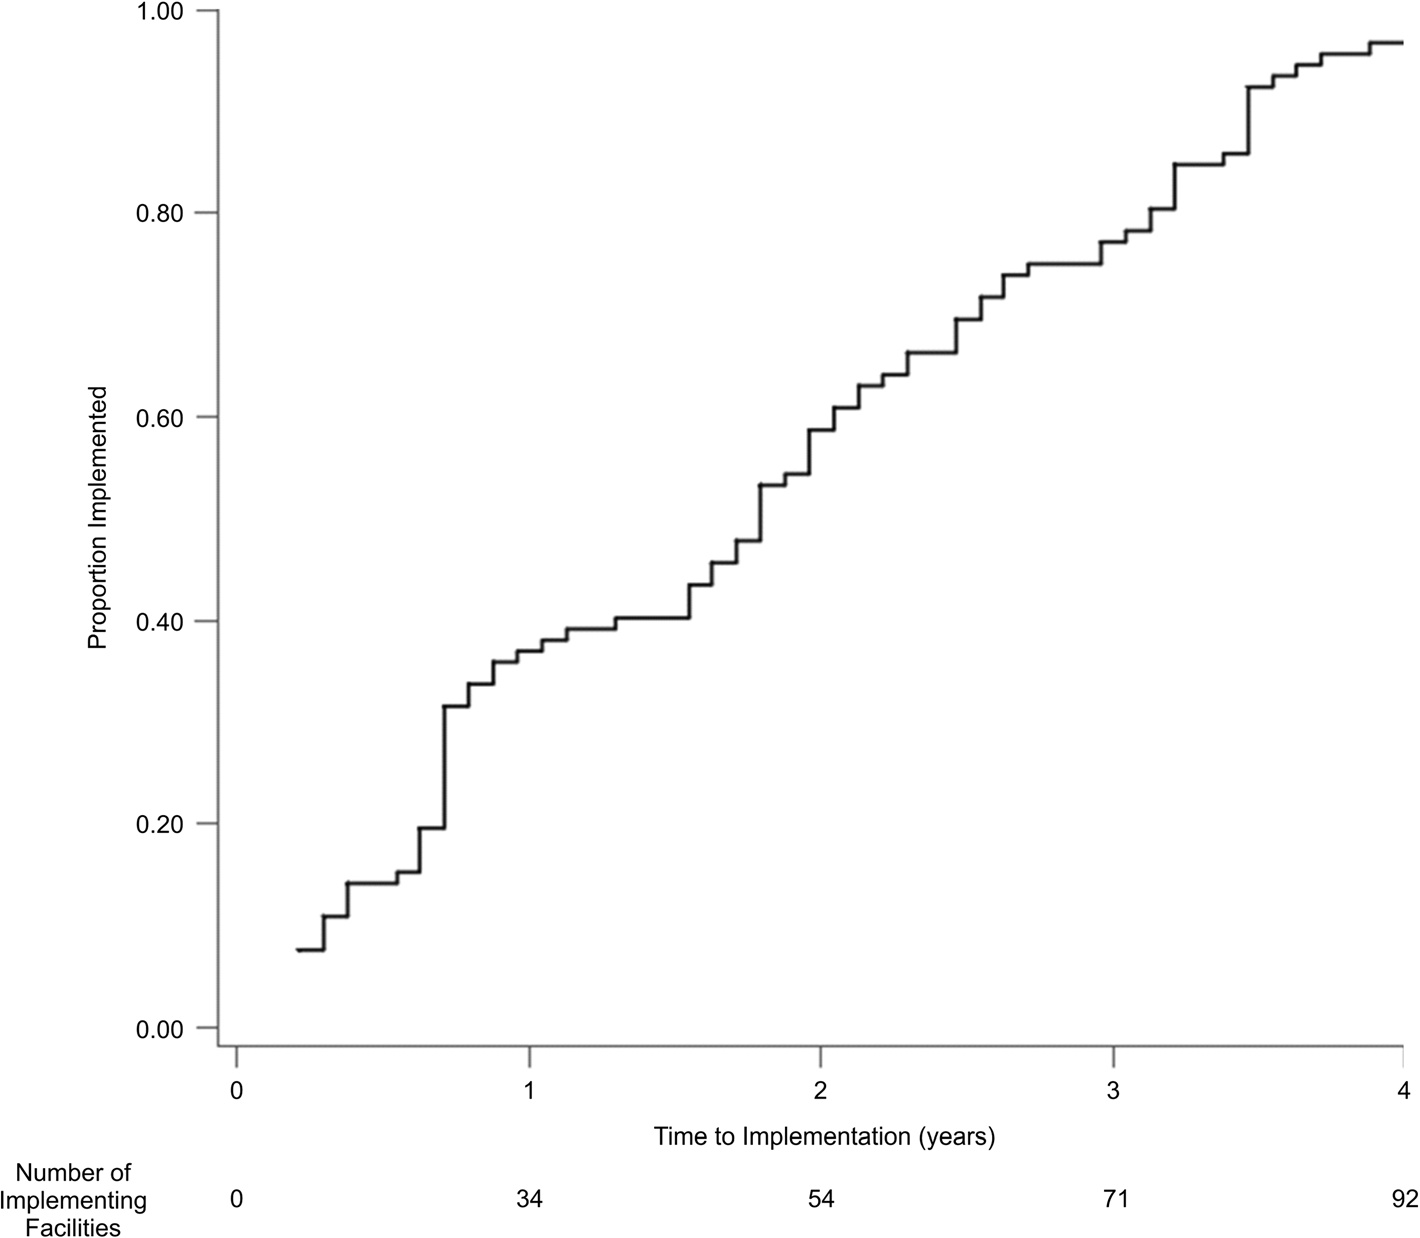 1.00
0.80
0.60
0.40
0.20
0.00
Proportion Implemented
0 1 2 3 4
Time to Implementation (years)
Number of
Implementing
Facilities
0 34 54 71 92